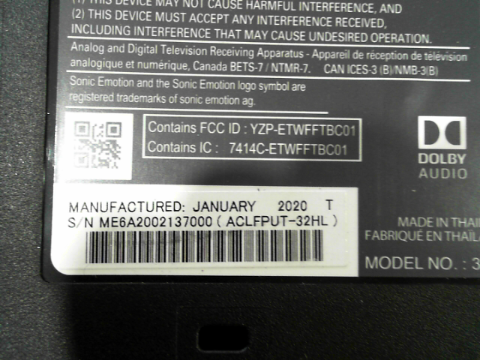 (1) THIS DEVICE MAY NOT CAUSE HARMFUL INTERFERENCE, AND
(2) THIS DEVICE MUST ACCEPT ANY INTERFERENCE RECEIVED,
INCLUDING INTERFERENCE THAT MAY CAUSE UNDESIRED OPERATION.
Analog and Digital Television Receiving Apparatus - Appareil de réception de télévision
analogique et numérique, Canada BETS-7 / NTMR-7. CAN ICES-3 (B)/NMB-3(B)
Sonic Emotion and the Sonic Emotion logo symbol are
registered trademarks of sonic emotion ag.
Contains FCC ID : YZP-ETWFFTBC01
Contains IC : 7414C-ETWFFTBC01
DOLBY
AUDIO
MANUFACTURED: JANUARY 2020 T
S/N ME6A2002137000 ( ACLFPUT-32HL )
MADE IN THAI
FABRIQUÉ EN THAÏLA
MODEL NO. : 3